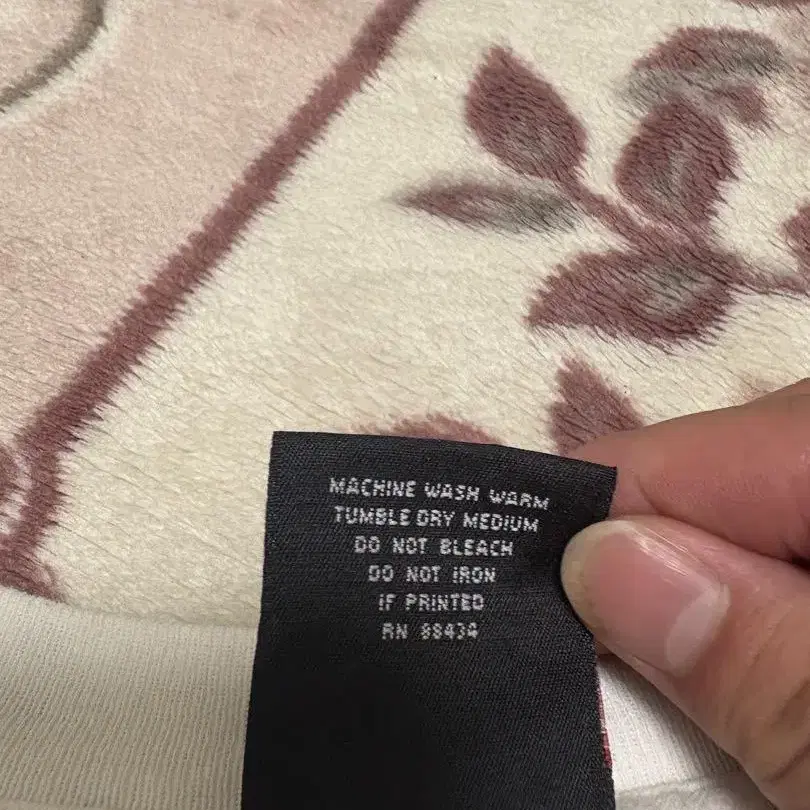 MACHINE WASH WARM
TUMBLE DRY MEDIUM
DO NOT BLEACH
DO NOT IRON
IF PRINTED
RN 88434